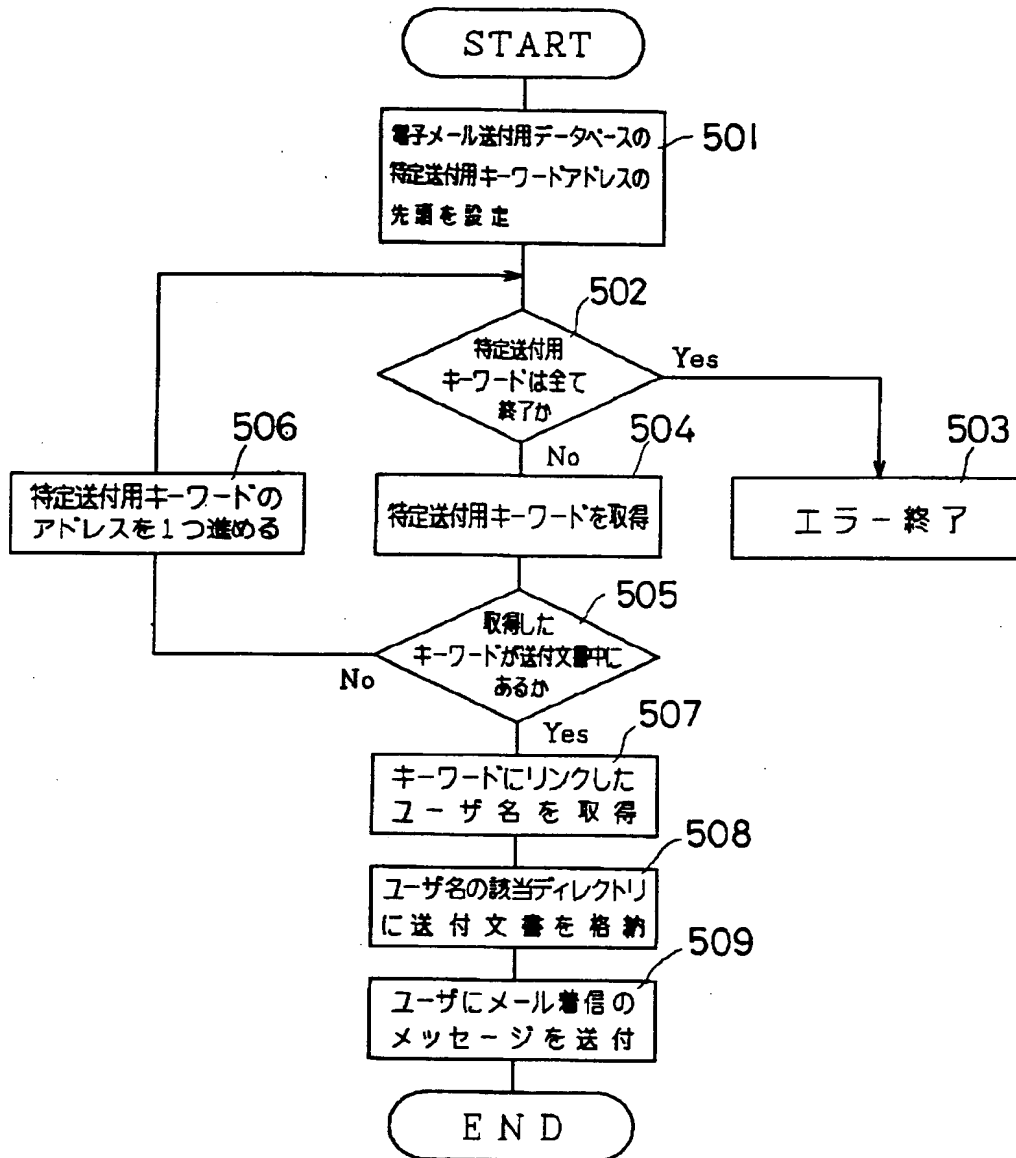 START
電子メール送付用データベースの
特定送付用キーワードアドレスの
先頭を設定
501
502
特定送付用
キーワードは全て
終了か
Yes
No
506
特定送付用キーワードの
アドレスを1つ進める
504
特定送付用キーワードを取得
503
エラー終了
505
取得した
キーワードが送付文書中に
あるか
No
Yes
507
キーワードにリンクした
ユーザ名を取得
508
ユーザ名の該当ディレクトリ
に送付文書を格納
509
ユーザにメール着信の
メッセージを送付
END